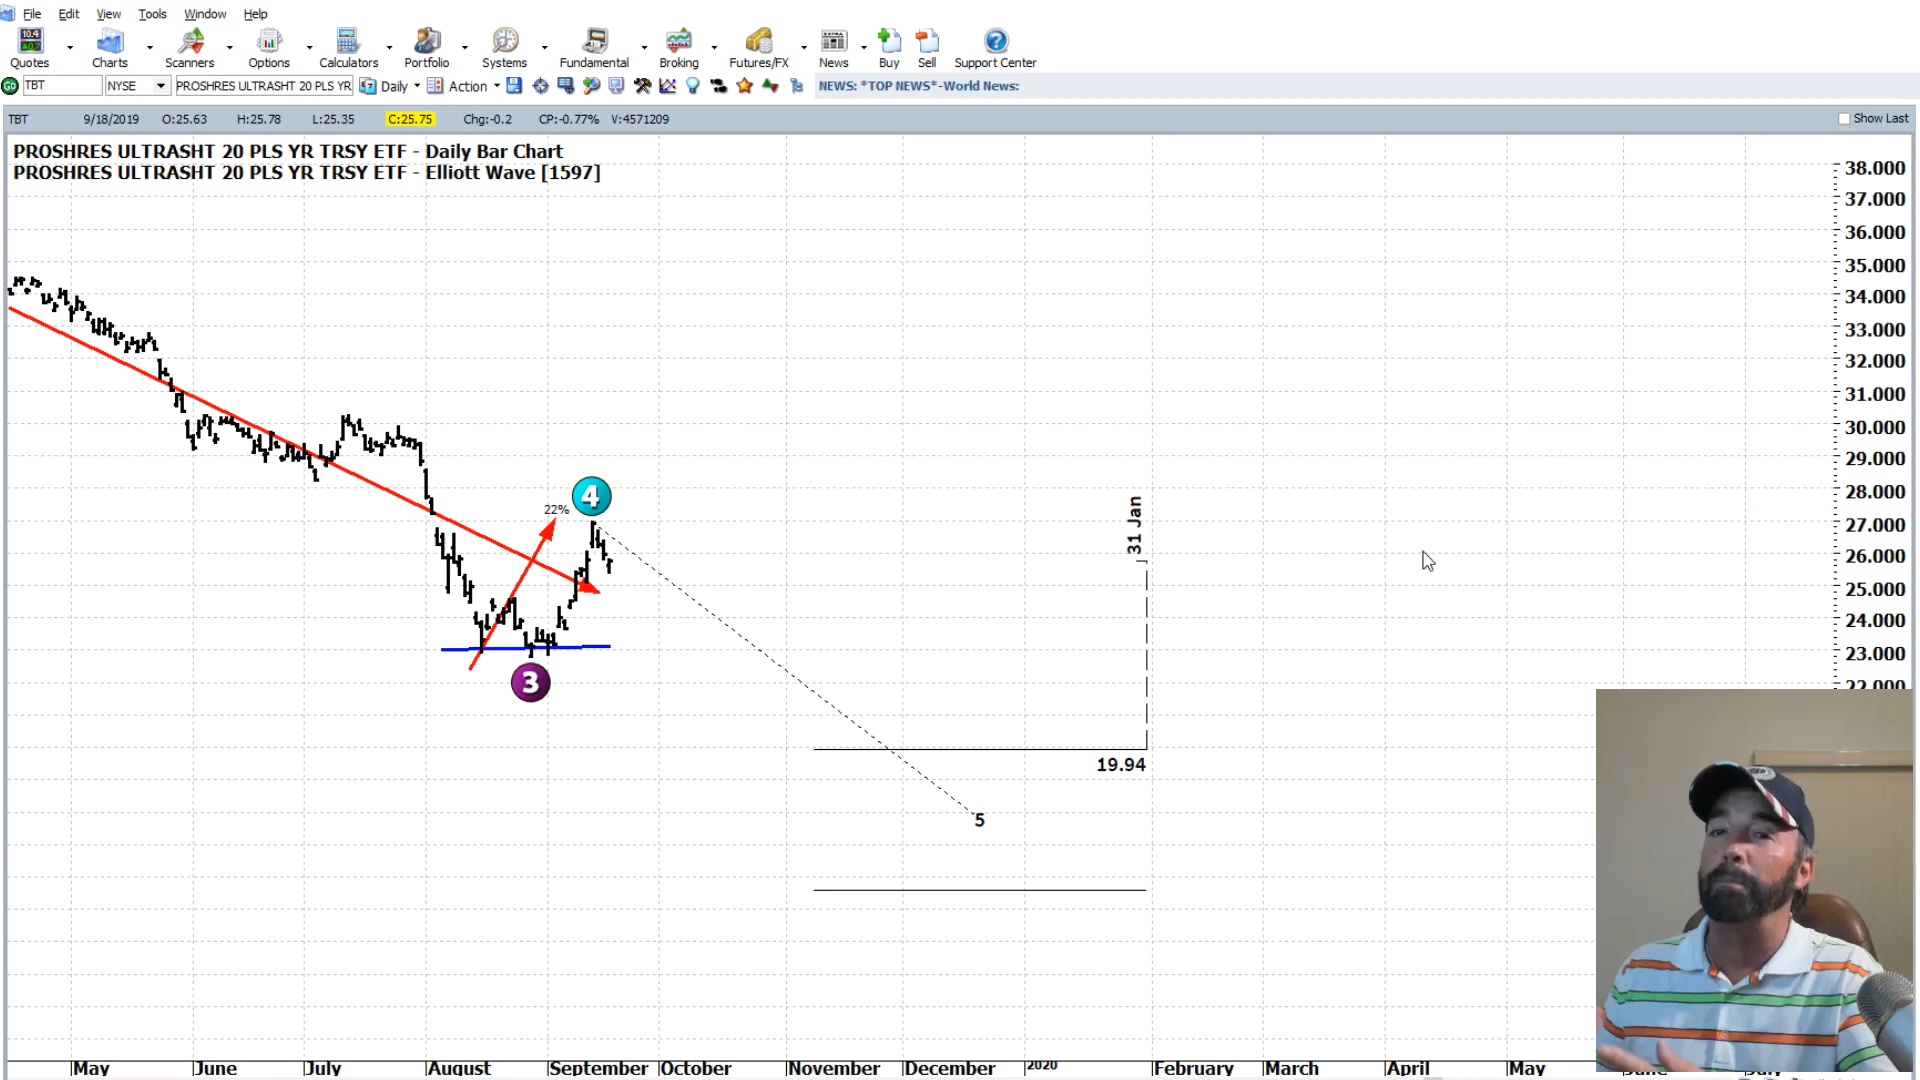 File Edit View Tools Window Help
Quotes Charts Scanners Options Calculators Portfolio Systems Fundamental Broking Futures/FX News Buy Sell Support Center
TBT NYSE PROSHRES ULTRASHT 20 PLS YR Daily Action NEWS: *TOP NEWS*-World News:
TBT 9/18/2019 O:25.63 H:25.78 L:25.35 C:25.75 Chg:-0.2 CP:-0.77% V:4571209 Show Last
PROSHRES ULTRASHT 20 PLS YR TRSY ETF - Daily Bar Chart
PROSHRES ULTRASHT 20 PLS YR TRSY ETF - Elliott Wave [1597]
38.000
37.000
36.000
35.000
34.000
33.000
32.000
31.000
30.000
29.000
28.000
27.000
26.000
25.000
24.000
23.000
22.000
22%
4
3
31 Jan
19.94
5
May June July August September October November December 2020 February March April May